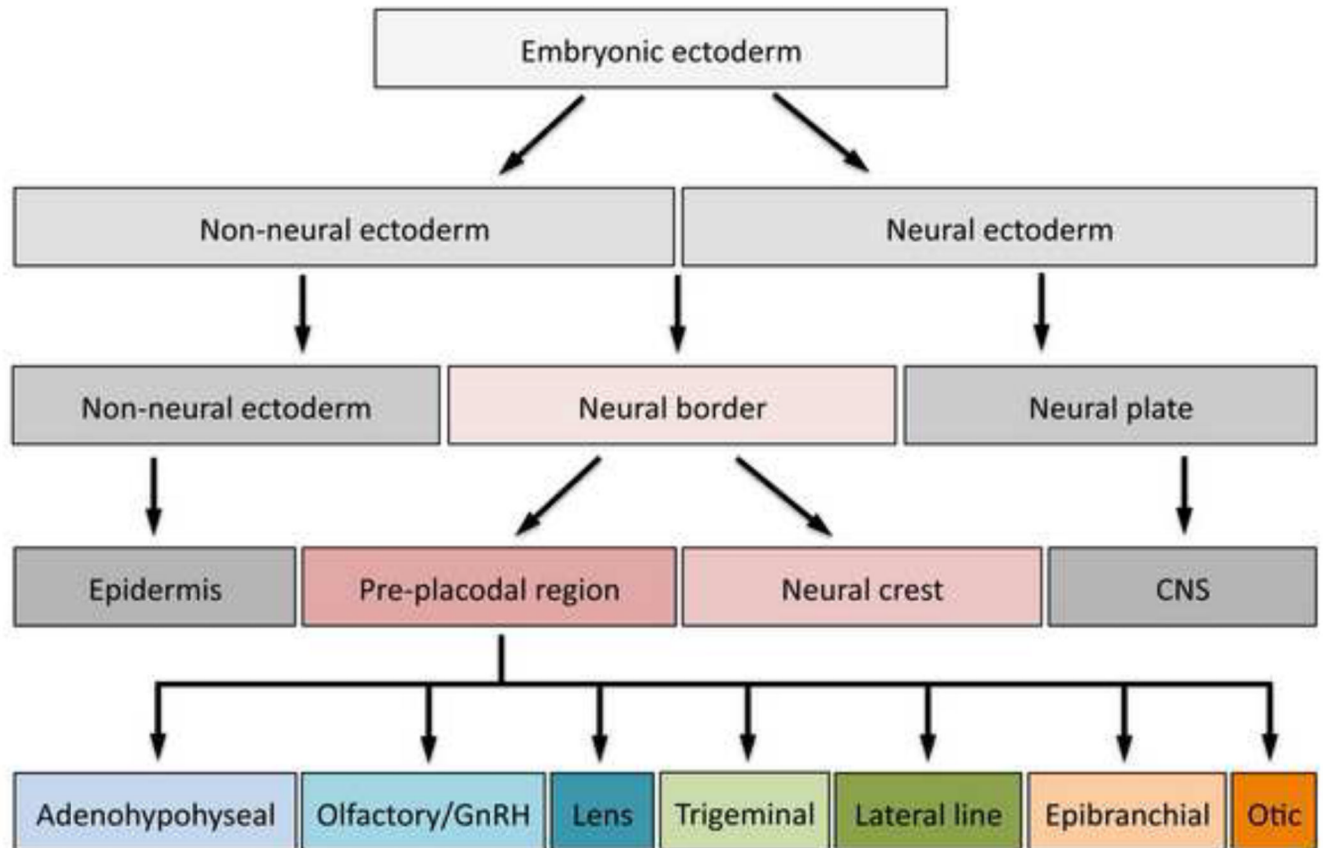 Embryonic ectoderm
Non-neural ectoderm
Neural ectoderm
Non-neural ectoderm
Neural border
Neural plate
Epidermis
Pre-placodal region
Neural crest
CNS
Adenohypohyseal
Olfactory/GnRH
Lens
Trigeminal
Lateral line
Epibranchial
Otic